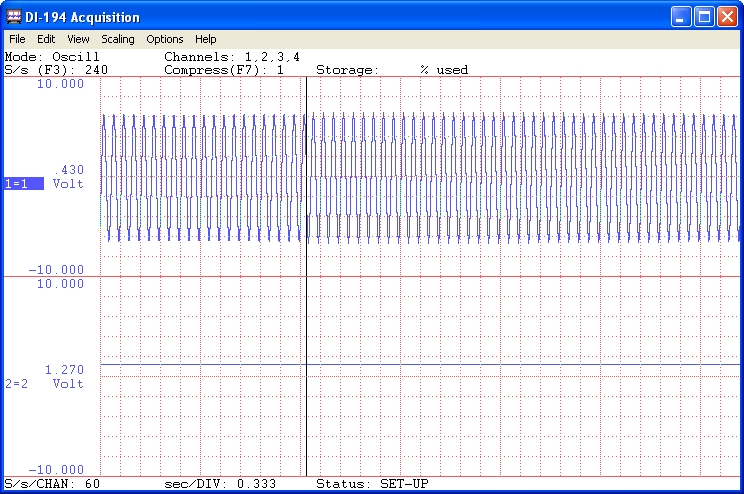 DI-194 Acquisition
File Edit View Scaling Options Help
Mode: Oscill Channels: 1,2,3,4
S/s (F3): 240 Compress(F7): 1 Storage: % used
10.000
.430
1=1 Volt
-10.000
10.000
1.270
2=2 Volt
-10.000
S/s/CHAN: 60 sec/DIV: 0.333 Status: SET-UP